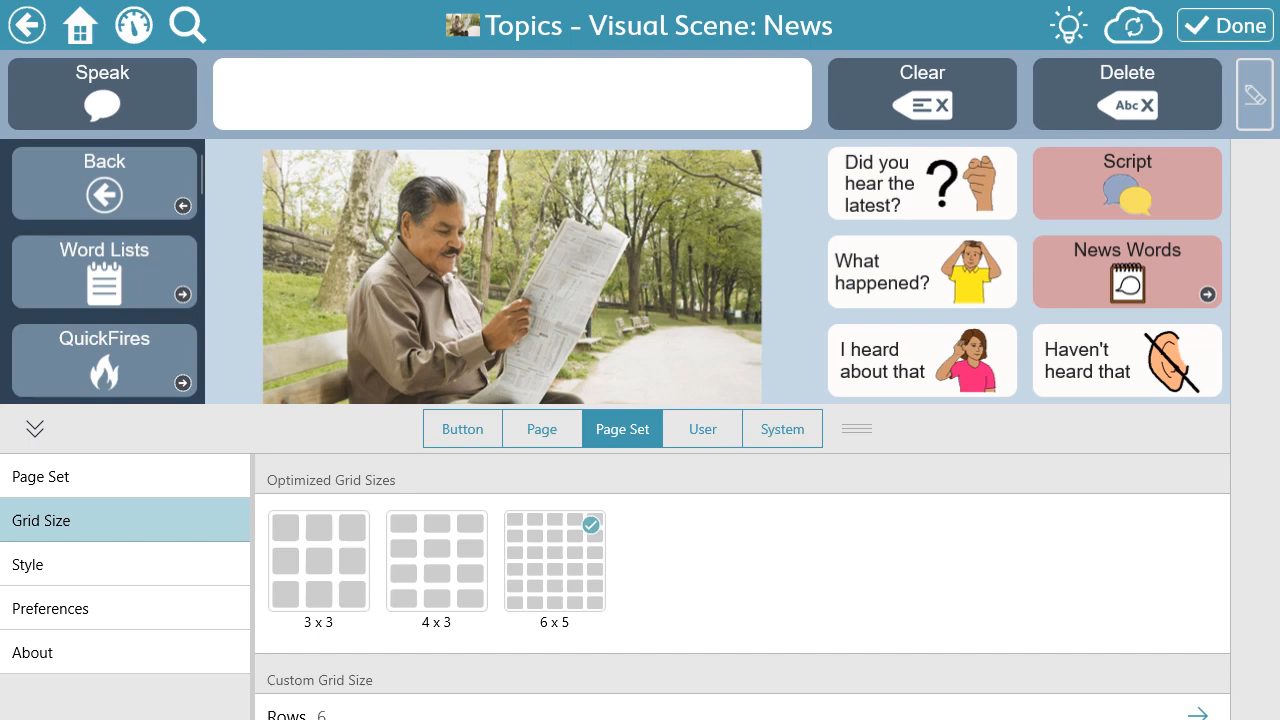 Topics - Visual Scene: News
Done
Speak
Clear
Delete
Abc
Back
Word Lists
QuickFires
Did you
hear the
latest?
Script
What
happened?
News Words
I heard
about that
Haven't
heard that
Button
Page
Page Set
User
System
Page Set
Grid Size
Style
Preferences
About
Optimized Grid Sizes
3 x 3
4 x 3
6 x 5
Custom Grid Size
Rows 6